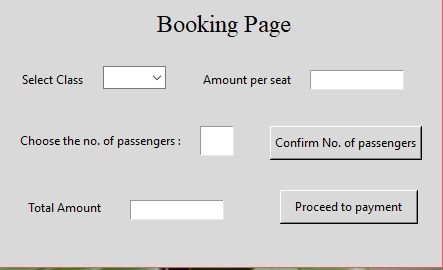 Booking Page
Select Class
Amount per seat
Choose the no. of passengers :
Confirm No. of passengers
Total Amount
Proceed to payment